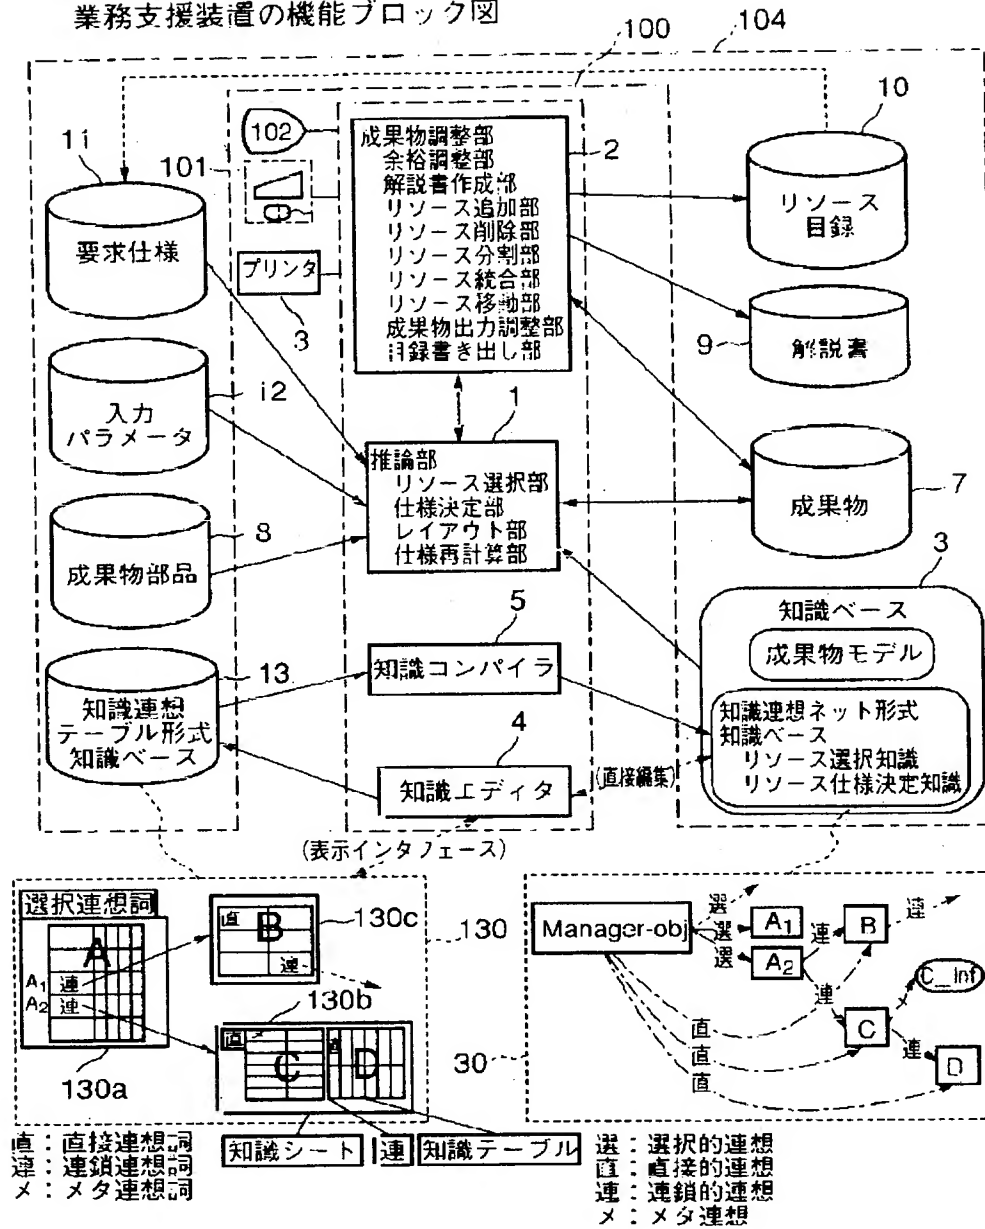 業務支援装置の機能ブロック図
100
104
102
101
プリンタ
3
11
要求仕様
12
入力
パラメータ
8
成果物部品
13
知識連想
テーブル形式
知識ベース
成果物調整部
余裕調整部
解説書作成部
リソース追加部
リソース削除部
リソース分割部
リソース統合部
リソース移動部
成果物出力調整部
目録書き出し部
2
1
推論部
リソース選択部
仕様決定部
レイアウト部
仕様再計算部
5
知識コンパイラ
4
知識エディタ
(直接編集)
(表示インタフェース)
10
リソース
目録
9
解説書
成果物
7
3
知識ベース
成果物モデル
知識連想ネット形式
知識ベース
リソース選択知識
リソース仕様決定知識
選択連想詞
A
A1 連
A2 連
130a
直 B
連
130c
130
130b
直 メ
C
直
D
知識シート 連 知識テーブル
直：直接連想詞
連：連鎖連想詞
メ：メタ連想詞
Manager-obj
選
選 A1
選 A2
連 B 連
連 C
C_Inf
連 D
直
直
直
30
選：選択的連想
直：直接的連想
連：連鎖的連想
メ：メタ連想